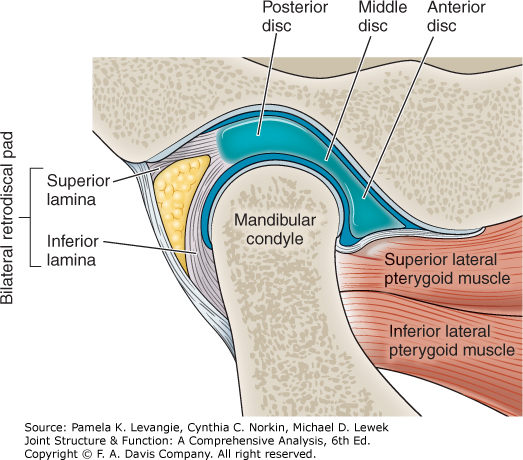 Posterior
disc
Middle
disc
Anterior
disc
Bilateral retrodiscal pad
Superior
lamina
Inferior
lamina
Mandibular
condyle
Superior lateral
pterygoid muscle
Inferior lateral
pterygoid muscle
Source: Pamela K. Levangie, Cynthia C. Norkin, Michael D. Lewek
Joint Structure & Function: A Comprehensive Analysis, 6th Ed.
Copyright © F. A. Davis Company. All right reserved.